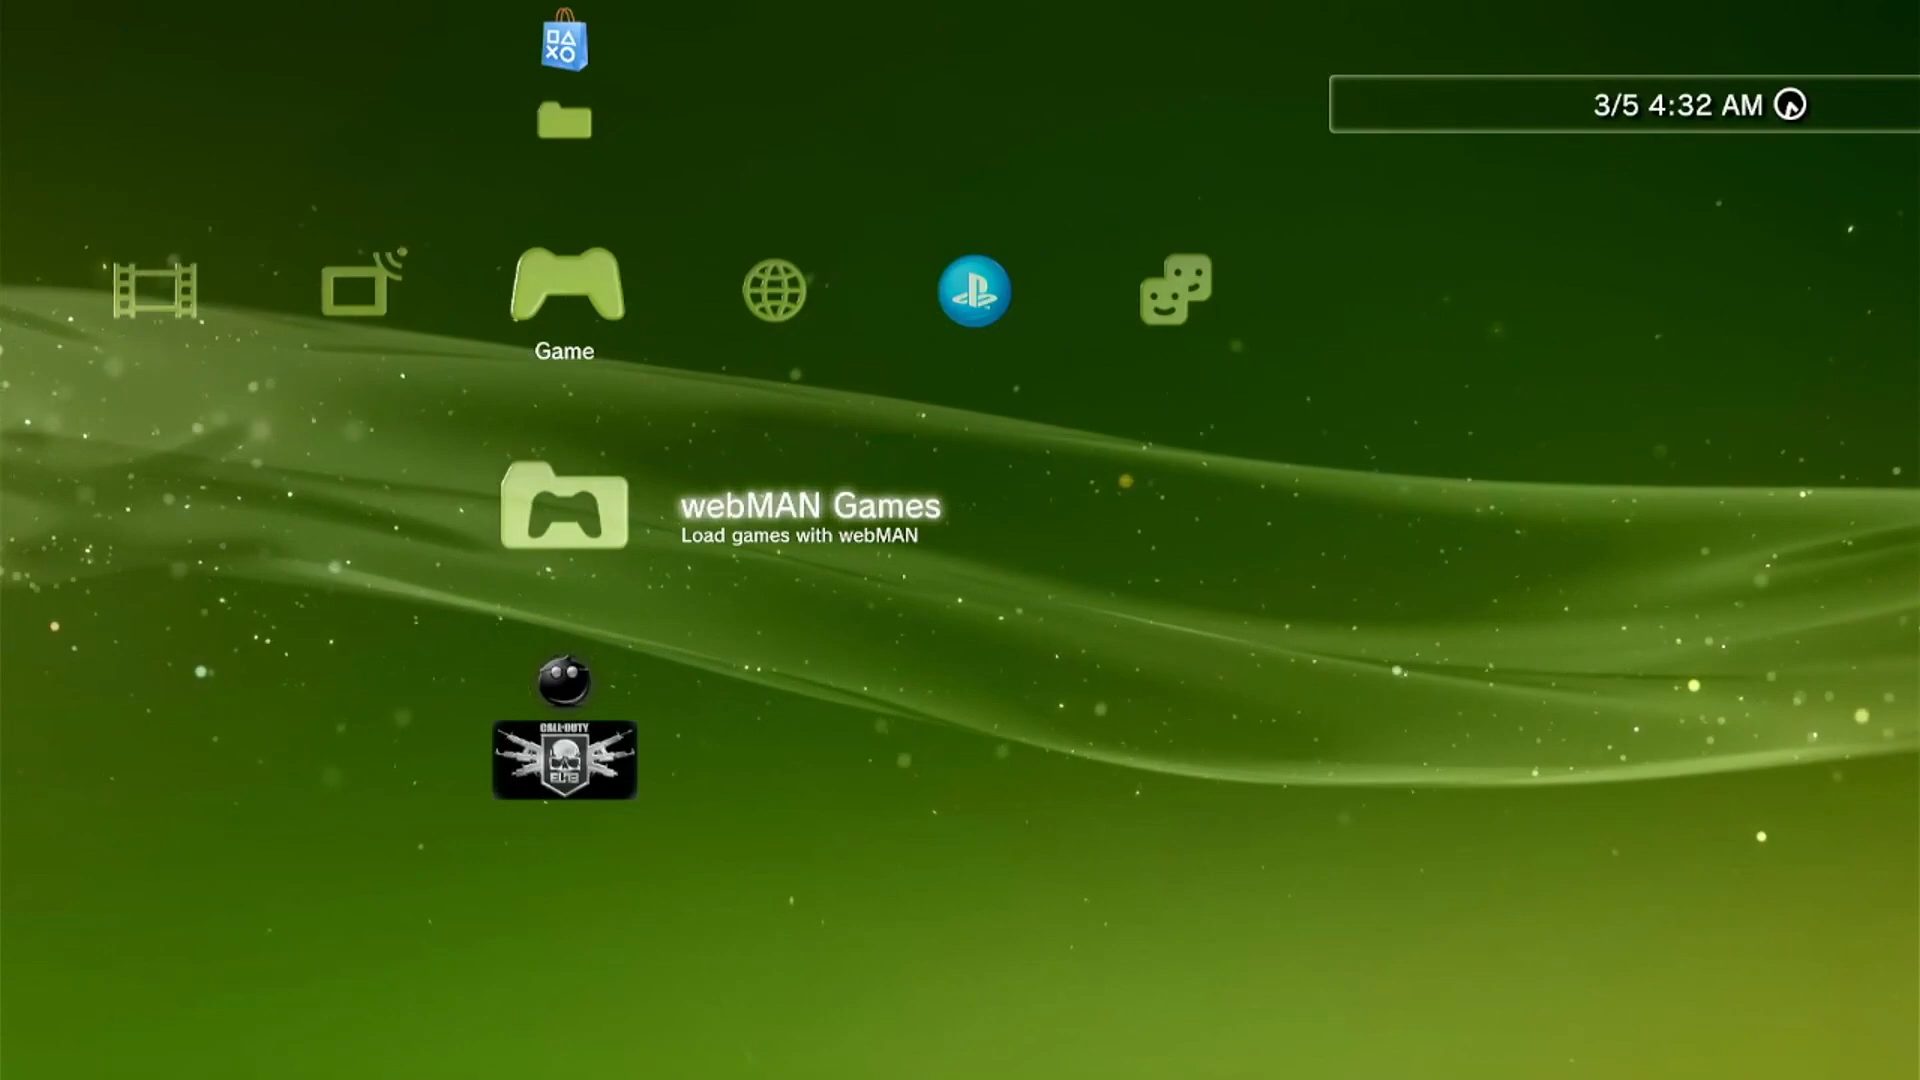 3/5 4:32 AM
Game
webMAN Games
Load games with webMAN
CALL OF DUTY
ELITE